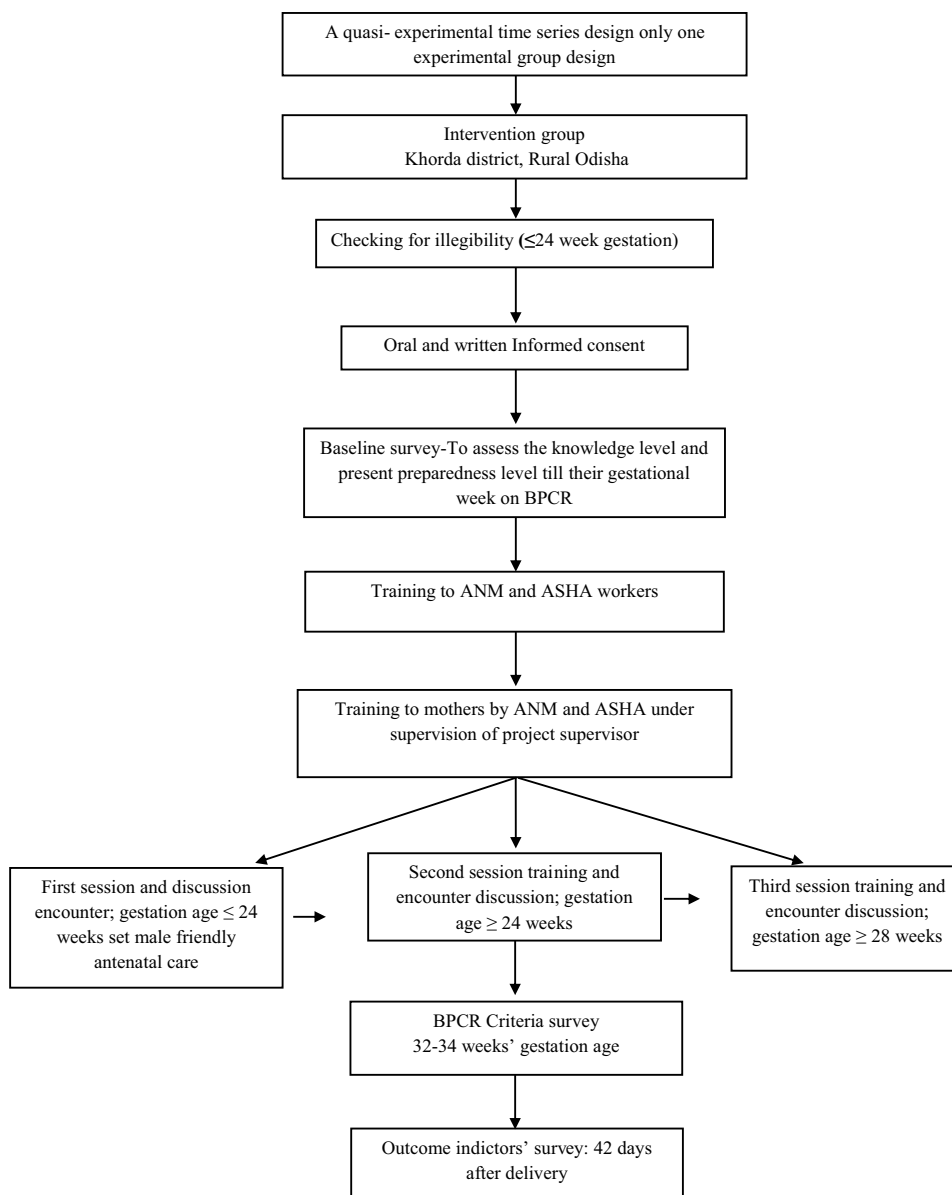 A quasi- experimental time series design only one
experimental group design
Intervention group
Khorda district, Rural Odisha
Checking for illegibility (≤24 week gestation)
Oral and written Informed consent
Baseline survey-To assess the knowledge level and
present preparedness level till their gestational
week on BPCR
Training to ANM and ASHA workers
Training to mothers by ANM and ASHA under
supervision of project supervisor
First session and discussion
encounter; gestation age ≤ 24
weeks set male friendly
antenatal care
Second session training and
encounter discussion; gestation
age ≥ 24 weeks
Third session training and
encounter discussion;
gestation age ≥ 28 weeks
BPCR Criteria survey
32-34 weeks’ gestation age
Outcome indictors’ survey: 42 days
after delivery